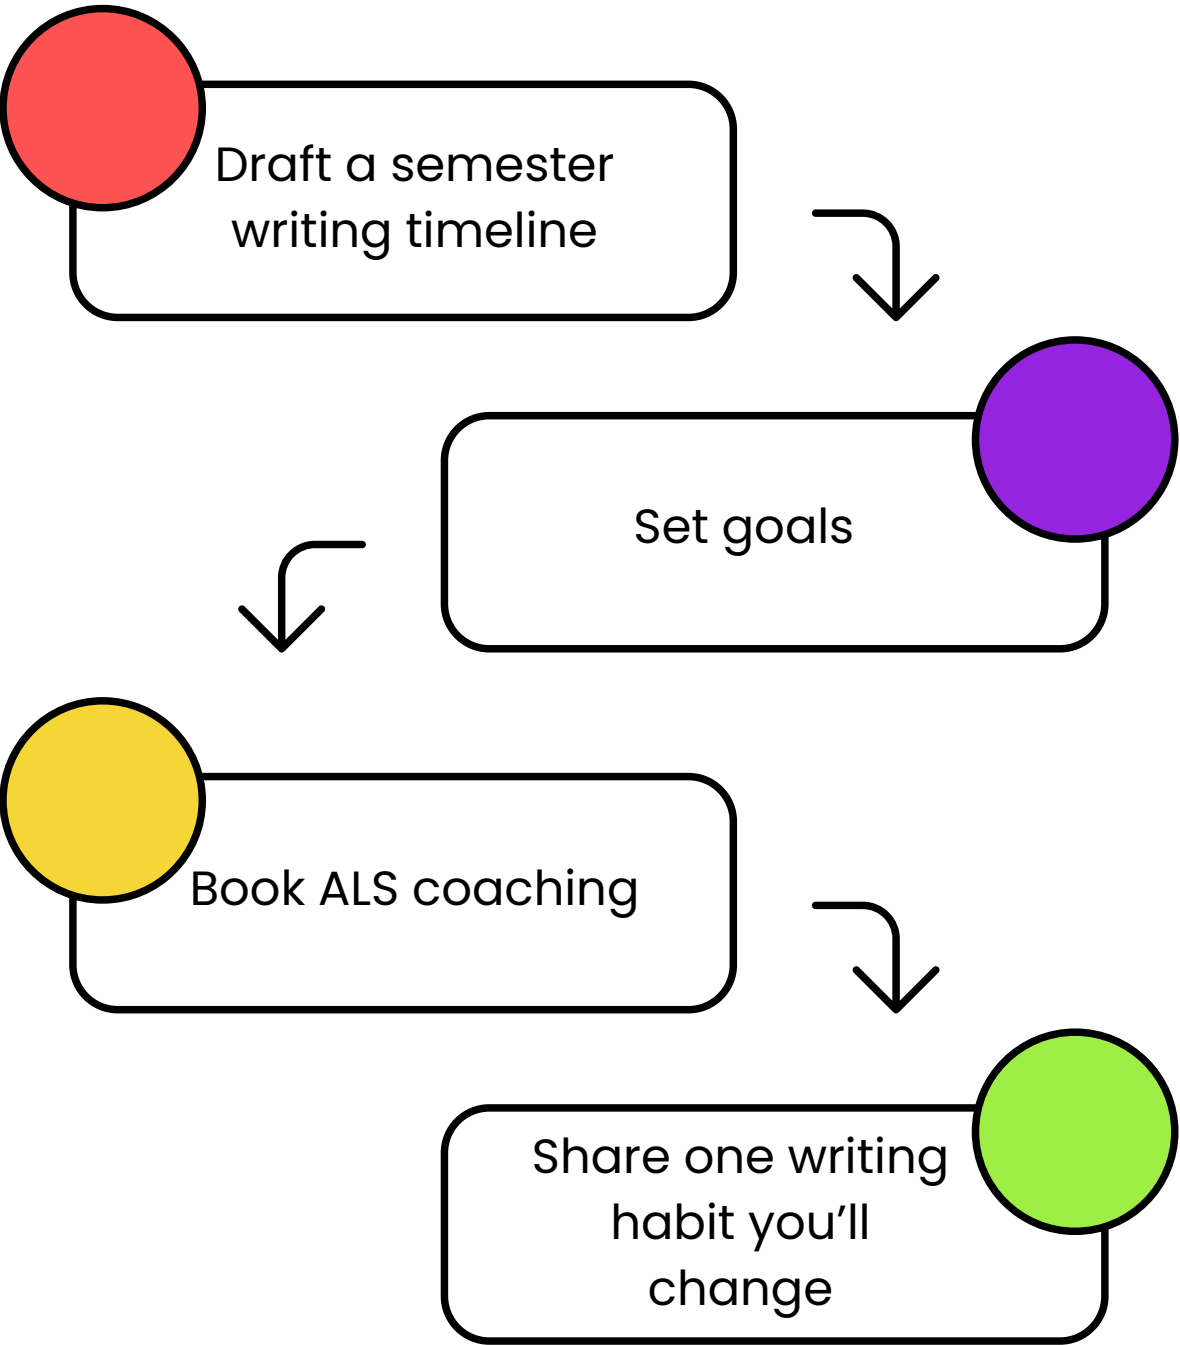 Draft a semester
writing timeline
Set goals
Book ALS coaching
Share one writing
habit you’ll
change